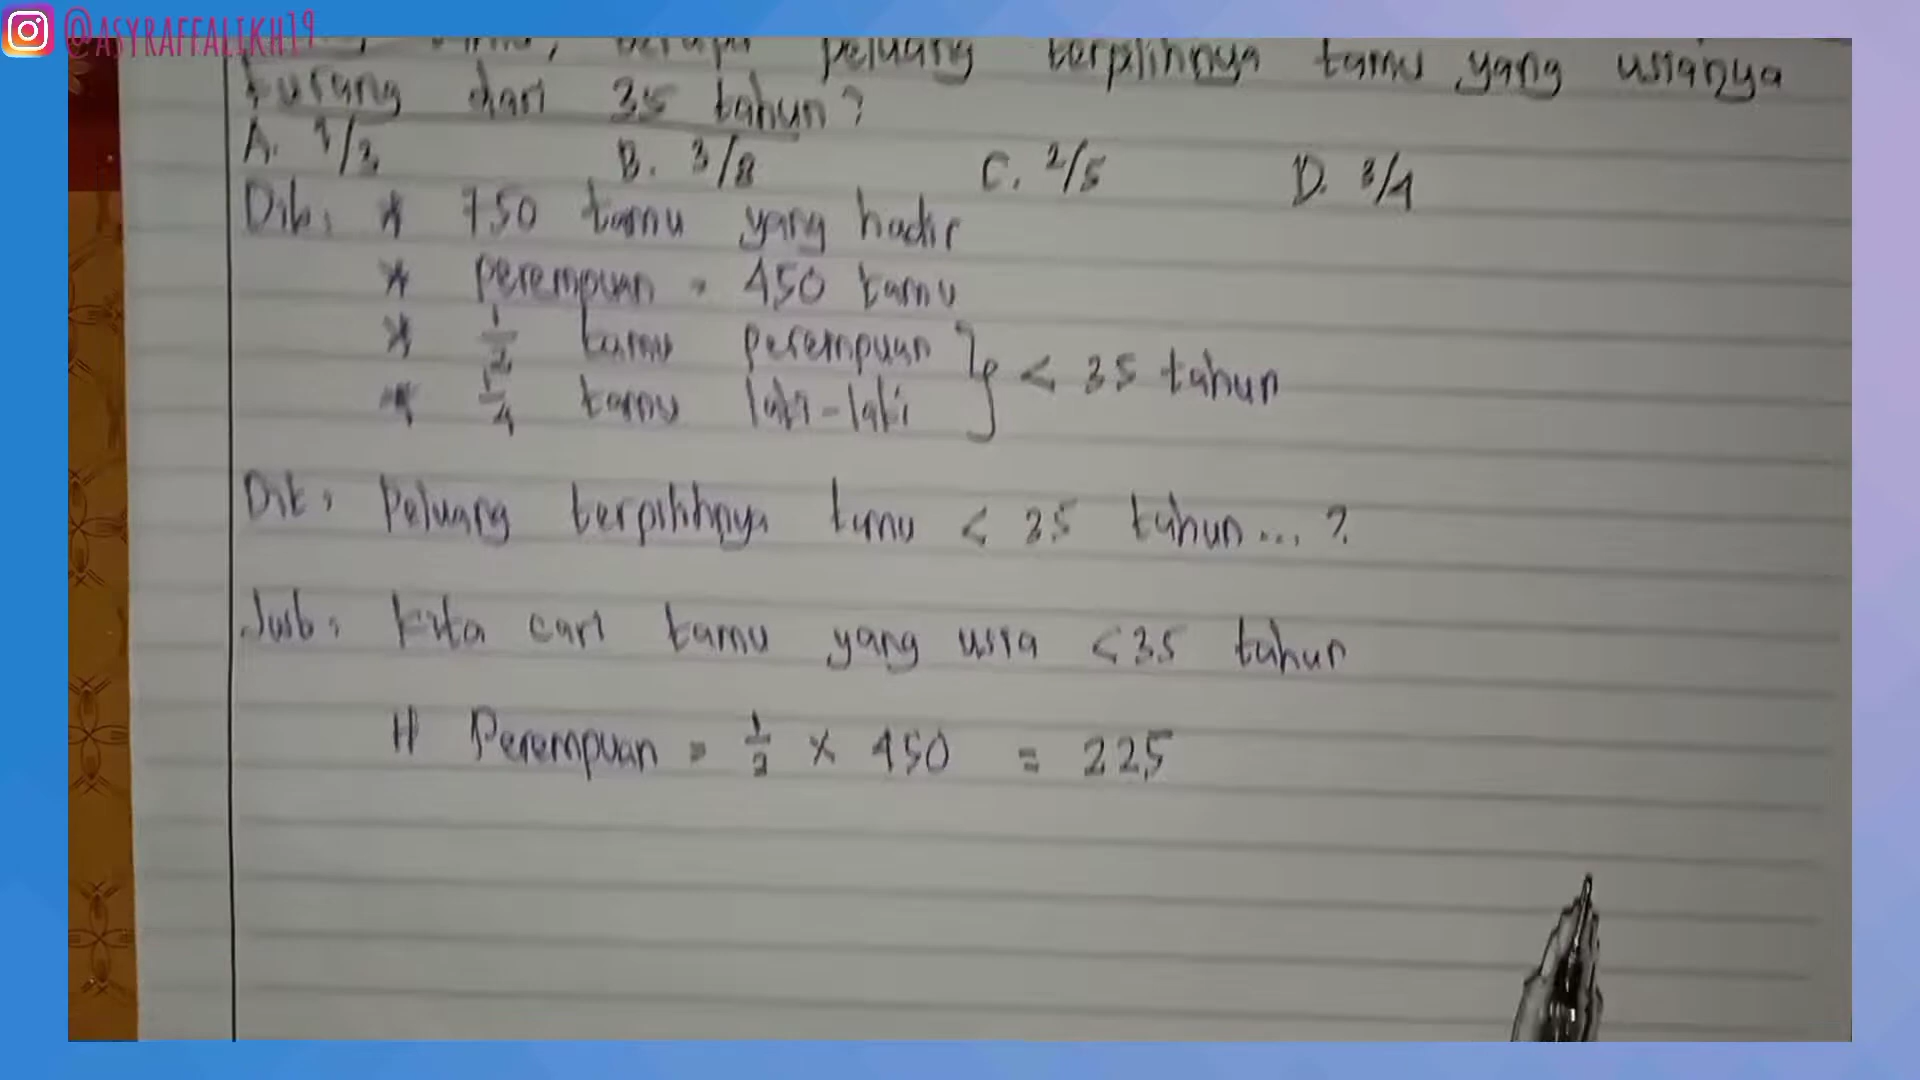 @ASYRAFFALIKH19
peluang terpilihnya tamu yang usianya
kurang dari 35 tahun?
A. 1/2 B. 3/8 C. 2/5 D. 3/4
Dik: * 750 tamu yang hadir
* perempuan = 450 tamu
* 1/2 tamu perempuan
* 1/4 tamu laki-laki } < 35 tahun
Dit: Peluang terpilihnya tamu < 35 tahun...?
Jwb: Kita cari tamu yang usia <35 tahun
# Perempuan = 1/2 × 450 = 225